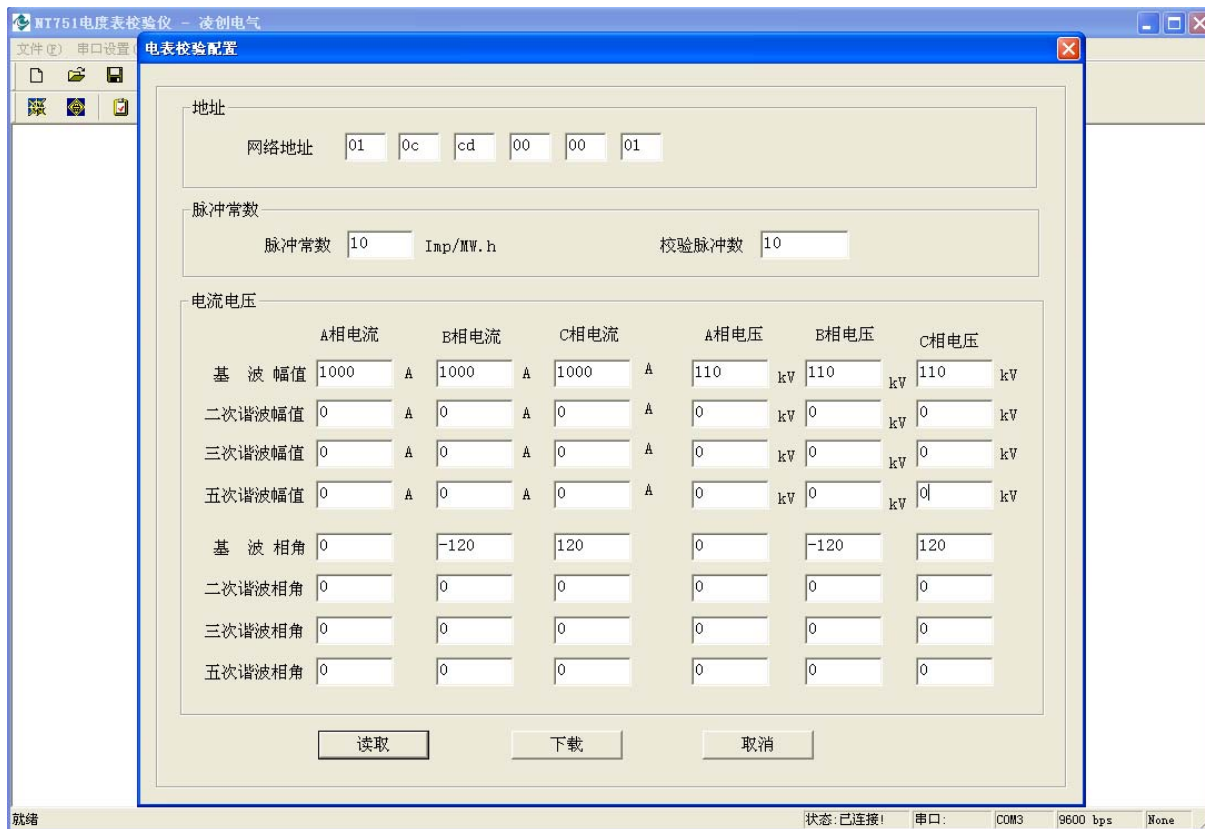 NT751电度表校验仪 - 凌创电气
文件(F) 串口设置(
电表校验配置
地址
网络地址 01 0c cd 00 00 01
脉冲常数
脉冲常数 10 Imp/MW.h 校验脉冲数 10
电流电压
A相电流 B相电流 C相电流 A相电压 B相电压 C相电压
基 波 幅值 1000 A 1000 A 1000 A 110 kV 110 kV 110 kV
二次谐波幅值 0 A 0 A 0 A 0 kV 0 kV 0 kV
三次谐波幅值 0 A 0 A 0 A 0 kV 0 kV 0 kV
五次谐波幅值 0 A 0 A 0 A 0 kV 0 kV 0 kV
基 波 相角 0 -120 120 0 -120 120
二次谐波相角 0 0 0 0 0 0
三次谐波相角 0 0 0 0 0 0
五次谐波相角 0 0 0 0 0 0
读取 下载 取消
就绪 状态:已连接! 串口: COM3 9600 bps None